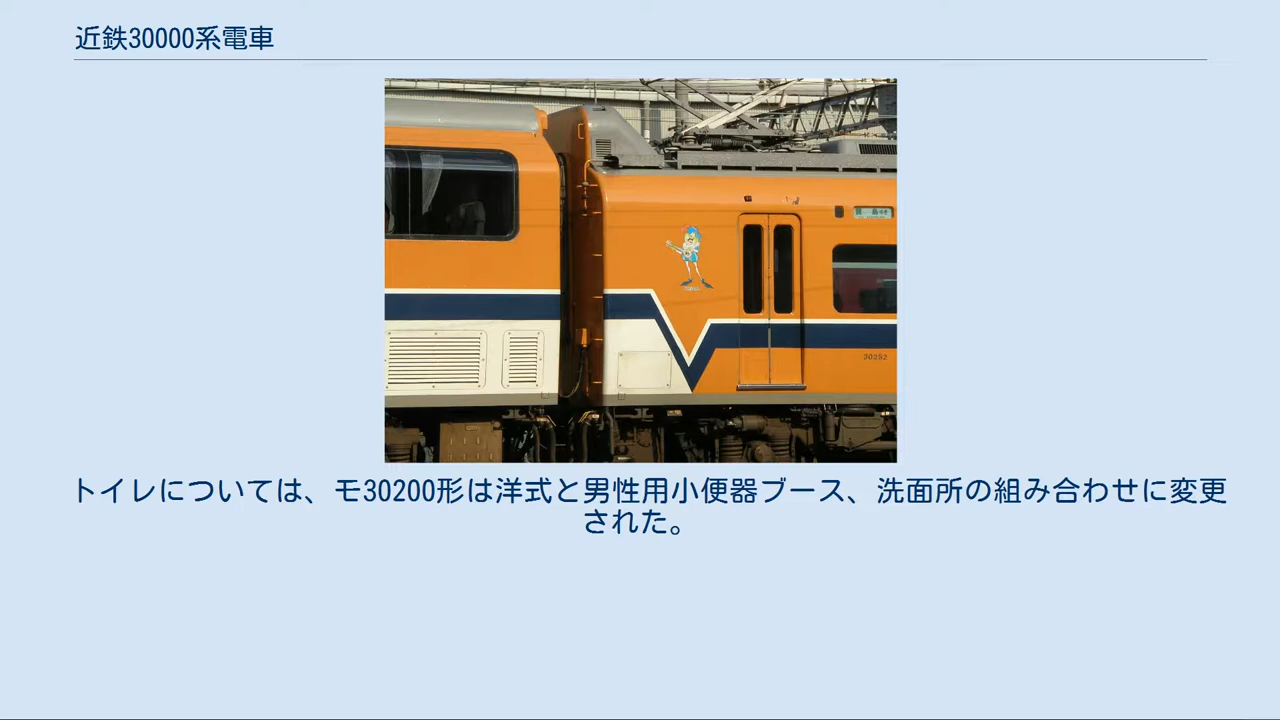 近鉄30000系電車
30252
トイレについては、モ30200形は洋式と男性用小便器ブース、洗面所の組み合わせに変更
された。